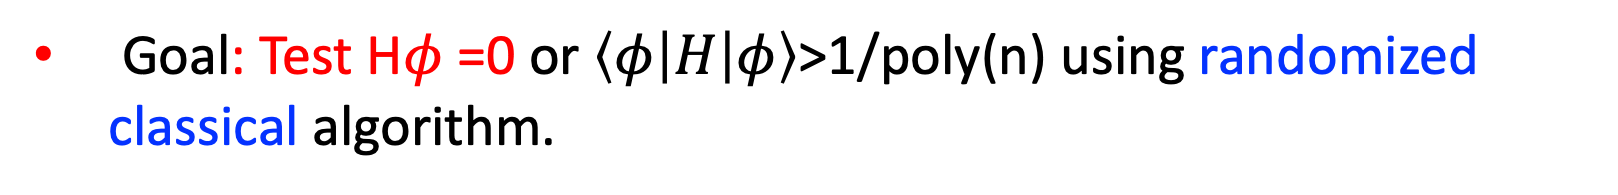 • Goal: Test Hϕ =0 or ⟨ϕ|H|ϕ⟩>1/poly(n) using randomized
classical algorithm.